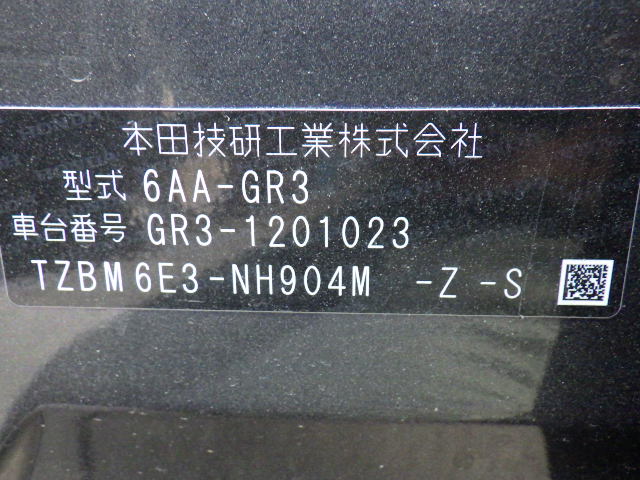 本田技研工業株式会社
型式 6AA-GR3
車台番号 GR3-1201023
TZBM6E3-NH904M -Z -S